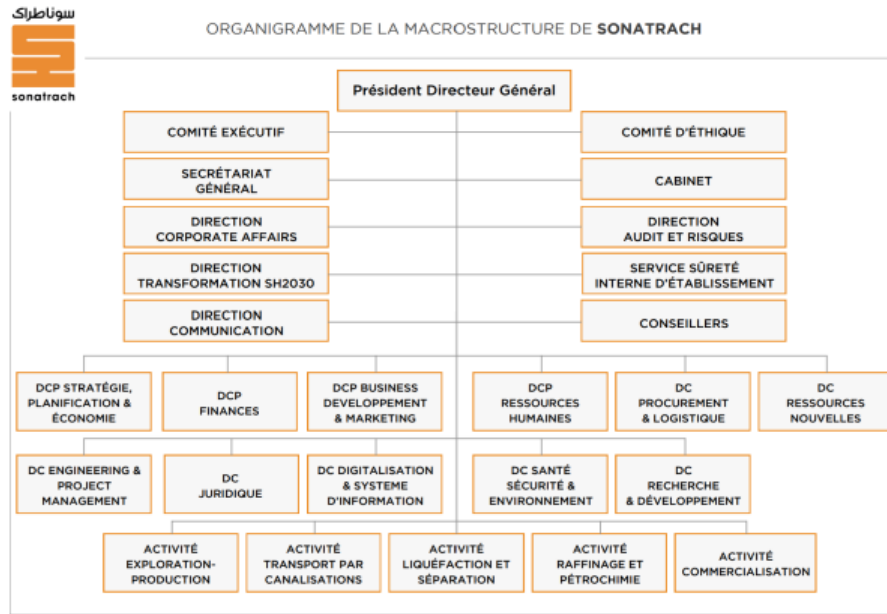 سوناطراك
sonatrach
ORGANIGRAMME DE LA MACROSTRUCTURE DE SONATRACH
Président Directeur Général
COMITÉ EXÉCUTIF
COMITÉ D'ÉTHIQUE
SECRÉTARIAT
GÉNÉRAL
CABINET
DIRECTION
CORPORATE AFFAIRS
DIRECTION
AUDIT ET RISQUES
DIRECTION
TRANSFORMATION SH2030
SERVICE SÛRETÉ
INTERNE D'ÉTABLISSEMENT
DIRECTION
COMMUNICATION
CONSEILLERS
DCP STRATÉGIE,
PLANIFICATION &
ÉCONOMIE
DCP
FINANCES
DCP BUSINESS
DEVELOPPEMENT
& MARKETING
DCP
RESSOURCES
HUMAINES
DC
PROCUREMENT
& LOGISTIQUE
DC
RESSOURCES
NOUVELLES
DC ENGINEERING &
PROJECT
MANAGEMENT
DC
JURIDIQUE
DC DIGITALISATION
& SYSTEME
D'INFORMATION
DC SANTÉ
SÉCURITÉ &
ENVIRONNEMENT
DC
RECHERCHE
& DÉVELOPPEMENT
ACTIVITÉ
EXPLORATION-
PRODUCTION
ACTIVITÉ
TRANSPORT PAR
CANALISATIONS
ACTIVITÉ
LIQUÉFACTION ET
SÉPARATION
ACTIVITÉ
RAFFINAGE ET
PÉTROCHIMIE
ACTIVITÉ
COMMERCIALISATION